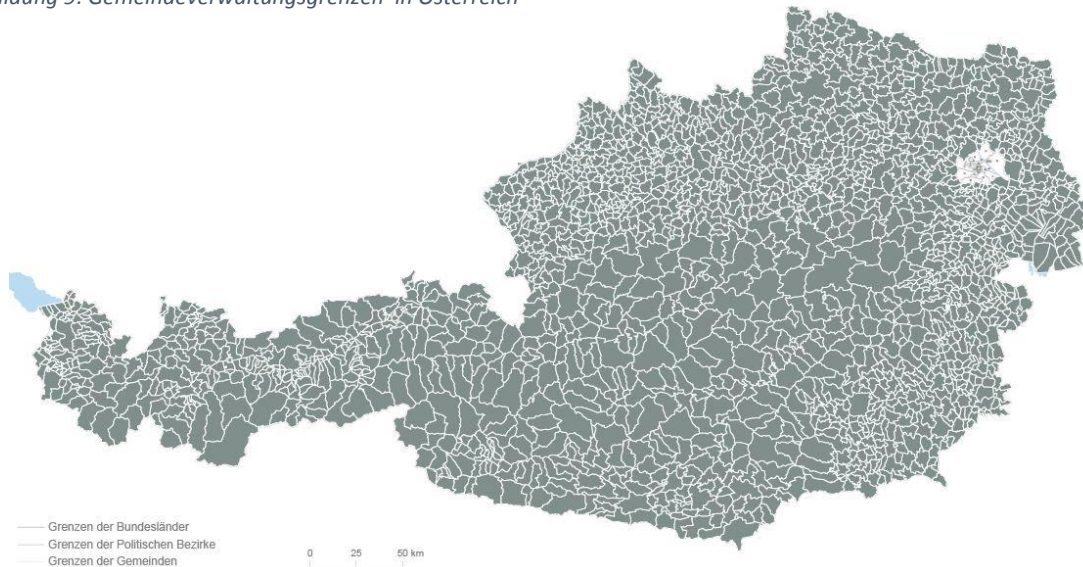 Gemeindeverwaltungsgrenzen in Österreich
Grenzen der Bundesländer
Grenzen der Politischen Bezirke
Grenzen der Gemeinden
0 25 50 km